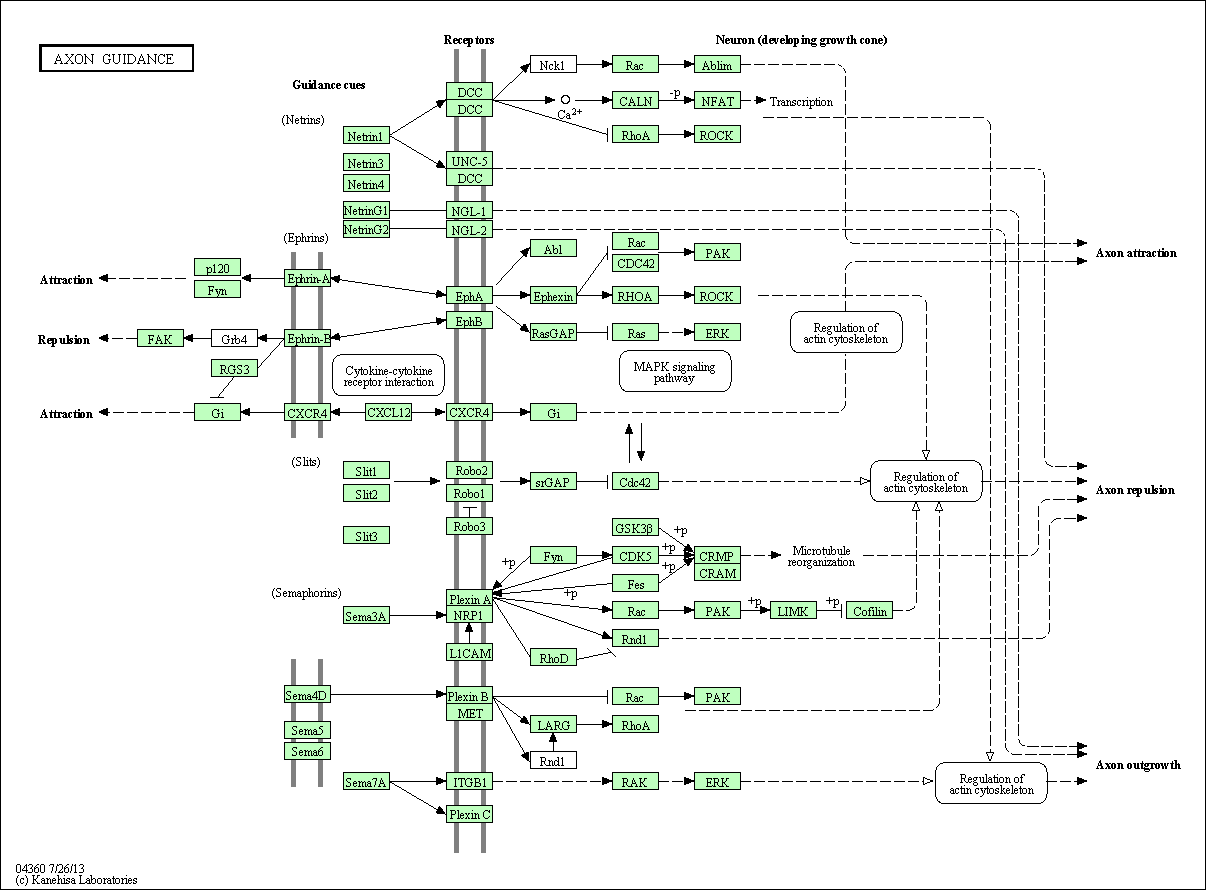 AXON GUIDANCE
Receptors
Neuron (developing growth cone)
Guidance cues
(Netrins)
Nck1
Rac
Ablim
DCC
DCC
Ca2+
CALN
-p
NFAT
Transcription
RhoA
ROCK
Netrin1
Netrin3
Netrin4
UNC-5
DCC
NetrinG1
NGL-1
NetrinG2
NGL-2
(Ephrins)
Abl
Rac
CDC42
PAK
Axon attraction
Attraction
p120
Fyn
Ephrin-A
EphA
Ephexin
RHOA
ROCK
EphB
Repulsion
FAK
Grb4
Ephrin-B
RasGAP
Ras
ERK
Regulation of
actin cytoskeleton
RGS3
Cytokine-cytokine
receptor interaction
MAPK signaling
pathway
Attraction
Gi
CXCR4
CXCL12
CXCR4
Gi
(Slits)
Slit1
Slit2
Robo2
Robo1
srGAP
Cdc42
Regulation of
actin cytoskeleton
Axon repulsion
Slit3
Robo3
GSK3β
+p
Fyn
CDK5
+p
CRMP
CRAM
Microtubule
reorganization
+p
Fes
+p
+p
(Semaphorins)
Plexin A
NRP1
Sema3A
Rac
PAK
+p
LIMK
+p
Cofilin
Rnd1
L1CAM
RhoD
Sema4D
Plexin B
MET
Rac
PAK
Sema5
LARG
RhoA
Sema6
Rnd1
Sema7A
ITGB1
RAK
ERK
Regulation of
actin cytoskeleton
Axon outgrowth
Plexin C
04360 7/26/13
(c) Kanehisa Laboratories